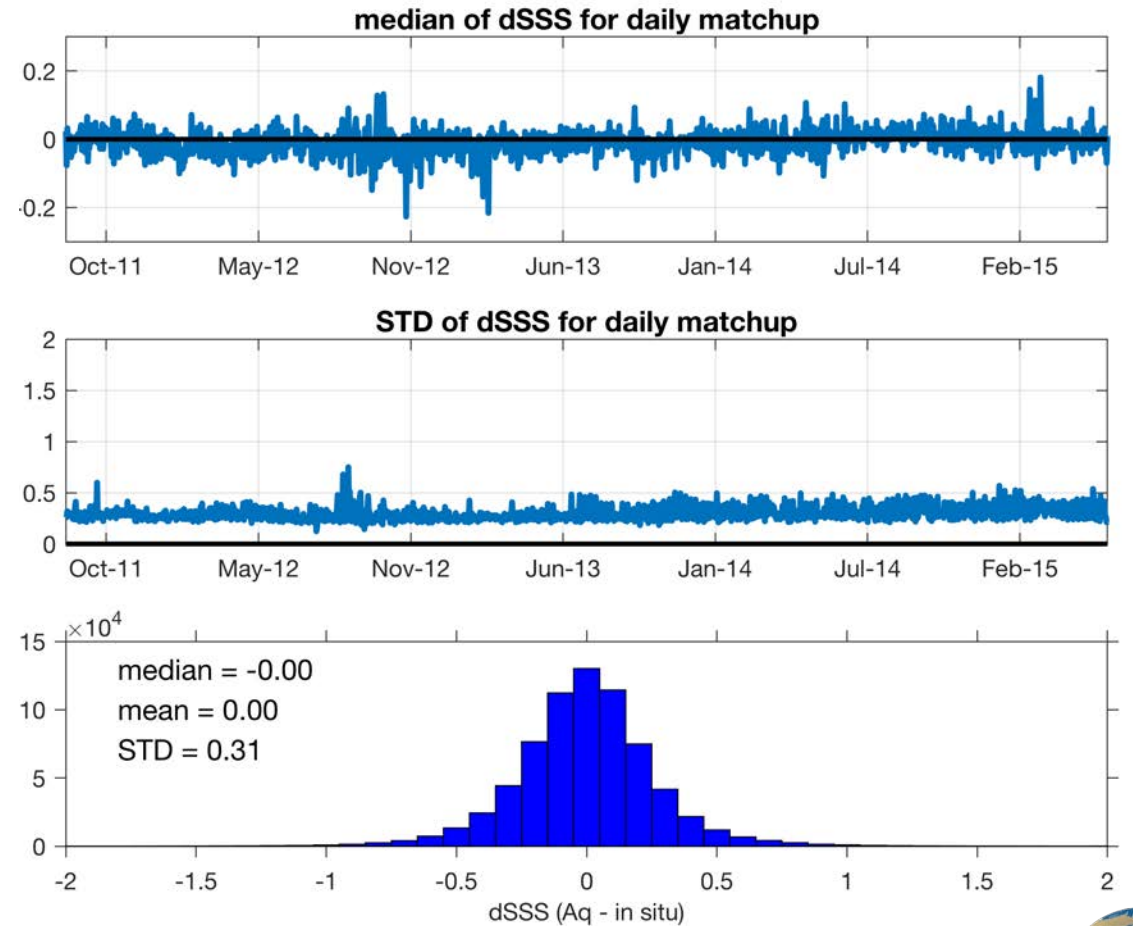 median of dSSS for daily matchup
0.2
0
-0.2
Oct-11 May-12 Nov-12 Jun-13 Jan-14 Jul-14 Feb-15
STD of dSSS for daily matchup
2
1.5
1
0.5
0
Oct-11 May-12 Nov-12 Jun-13 Jan-14 Jul-14 Feb-15
×10⁴
15
median = -0.00
10
mean = 0.00
STD = 0.31
5
0
-2 -1.5 -1 -0.5 0 0.5 1 1.5 2
dSSS (Aq - in situ)